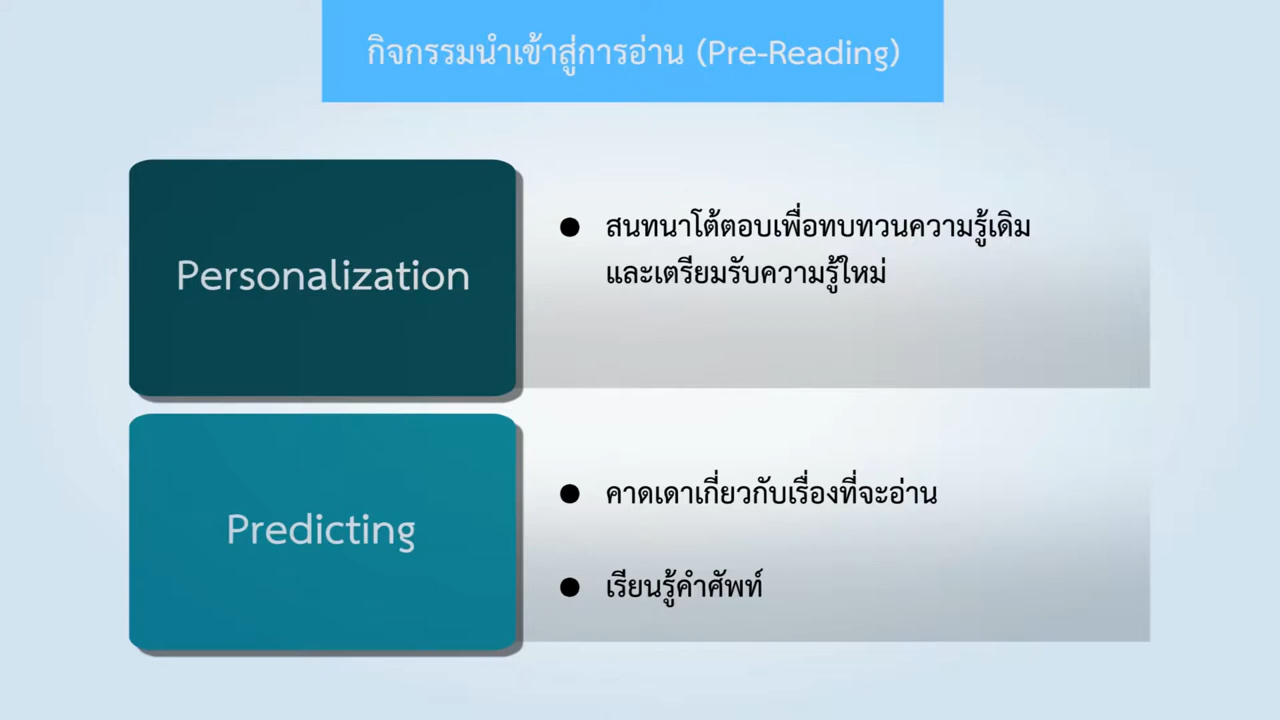 กิจกรรมนำเข้าสู่การอ่าน (Pre-Reading)
Personalization
● สนทนาโต้ตอบเพื่อทบทวนความรู้เดิม
และเตรียมรับความรู้ใหม่
Predicting
● คาดเดาเกี่ยวกับเรื่องที่จะอ่าน
● เรียนรู้คำศัพท์